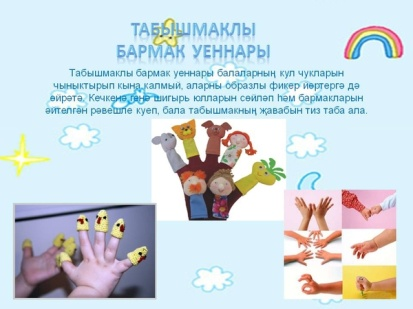 ТАБЫШМАКЛЫ
БАРМАК УЕННАРЫ
Табышмаклы бармак уеннары балаларның кул чукларын
чыныктырып кына калмый, аларны образлы фикер йөртергә дә
өйрәтә. Кечкенә генә шигырь юлларын сөйләп һәм бармакларын
әйтелгән рәвешле куеп, бала табышмакның җавабын тиз таба ала.